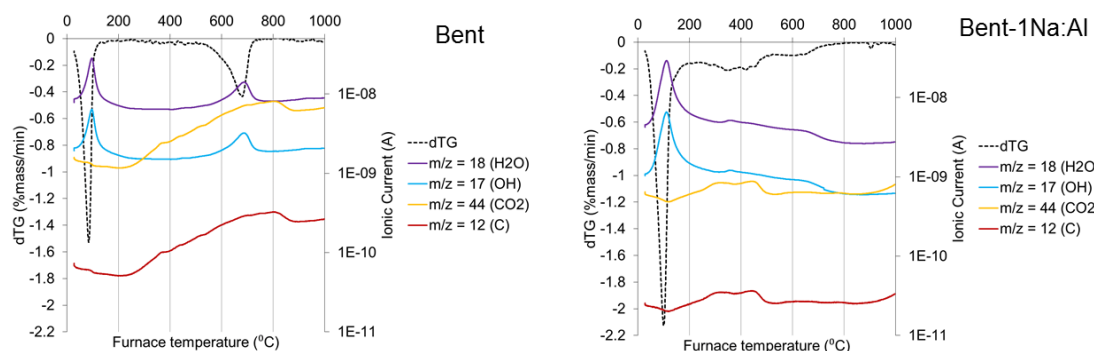 Bent
0 200 400 600 800 1000
0
-0.2
-0.4
-0.6
-0.8
-1
-1.2
-1.4
-1.6
-1.8
-2
-2.2
dTG (%mass/min)
1E-08
1E-09
1E-10
1E-11
Ionic Current (A)
Furnace temperature (⁰C)
dTG
m/z = 18 (H2O)
m/z = 17 (OH)
m/z = 44 (CO2)
m/z = 12 (C)
Bent-1Na:Al
0 200 400 600 800 1000
0
-0.2
-0.4
-0.6
-0.8
-1
-1.2
-1.4
-1.6
-1.8
-2
-2.2
dTG (%mass/min)
1E-08
1E-09
1E-10
1E-11
Ionic Current (A)
Furnace temperature (⁰C)
dTG
m/z = 18 (H2O)
m/z = 17 (OH)
m/z = 44 (CO2)
m/z = 12 (C)